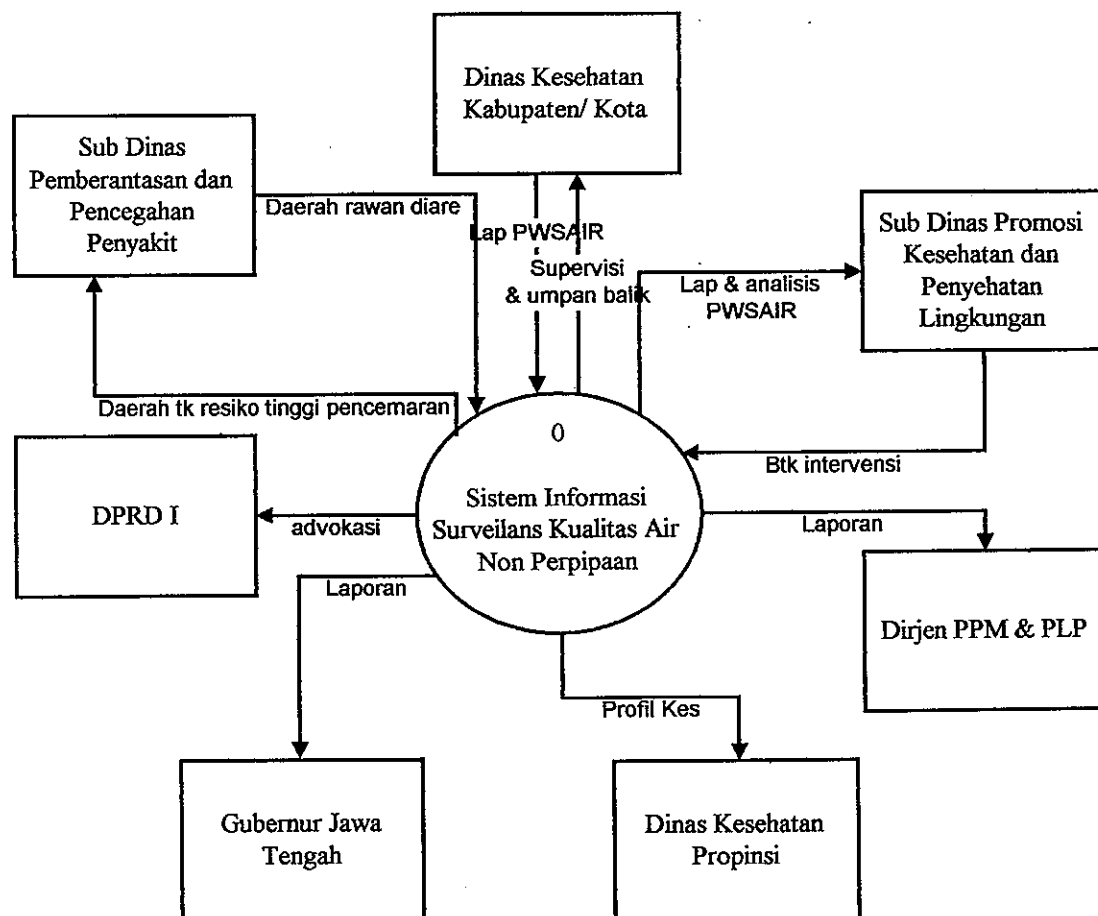 Dinas Kesehatan
Kabupaten/ Kota
Sub Dinas
Pemberantasan dan
Pencegahan
Penyakit
Daerah rawan diare
Lap PWSAIR
Supervisi
& umpan balik
Lap & analisis
PWSAIR
Sub Dinas Promosi
Kesehatan dan
Penyehatan
Lingkungan
Daerah tk resiko tinggi pencemaran
Btk intervensi
0
Sistem Informasi
Surveilans Kualitas Air
Non Perpipaan
DPRD I
advokasi
Laporan
Laporan
Dirjen PPM & PLP
Profil Kes
Gubernur Jawa
Tengah
Dinas Kesehatan
Propinsi